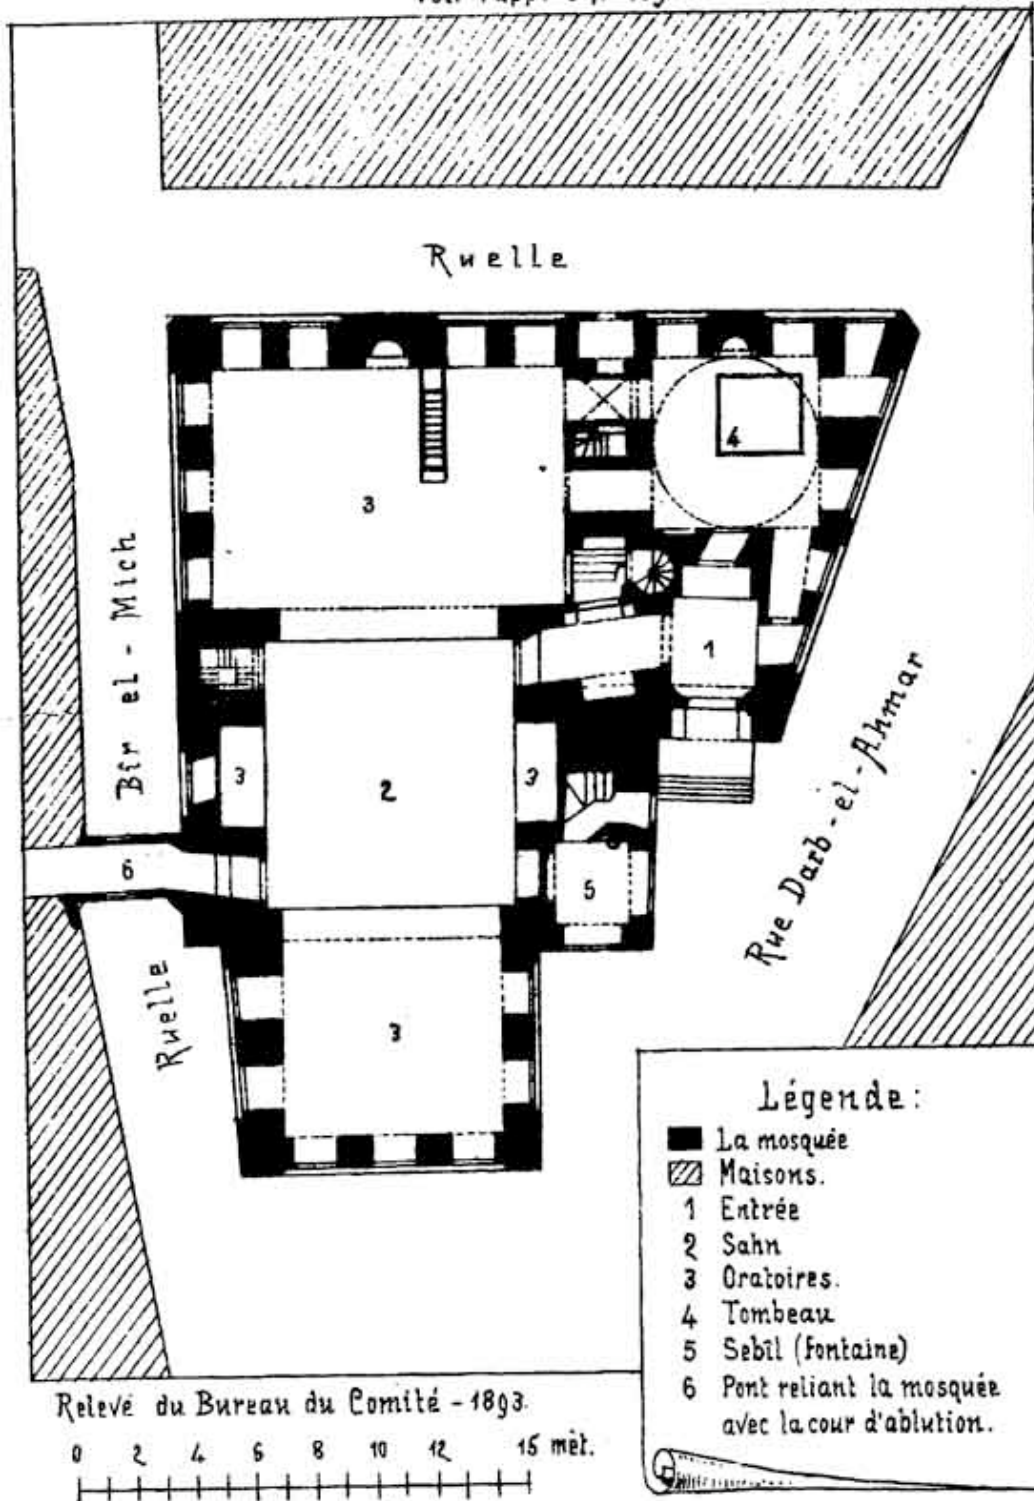 Ruelle
4
3
Bir el-Mich
1
3
2
3
6
5
Rue Darb-el-Ahmar
Ruelle
3
Légende:
La mosquée
Maisons.
1 Entrée
2 Sahn
3 Oratoires.
4 Tombeau
5 Sebîl (Fontaine)
6 Pont reliant la mosquée
avec la cour d'ablution.
Relevé du Bureau du Comité - 1893.
0 2 4 6 8 10 12 15 mèt.